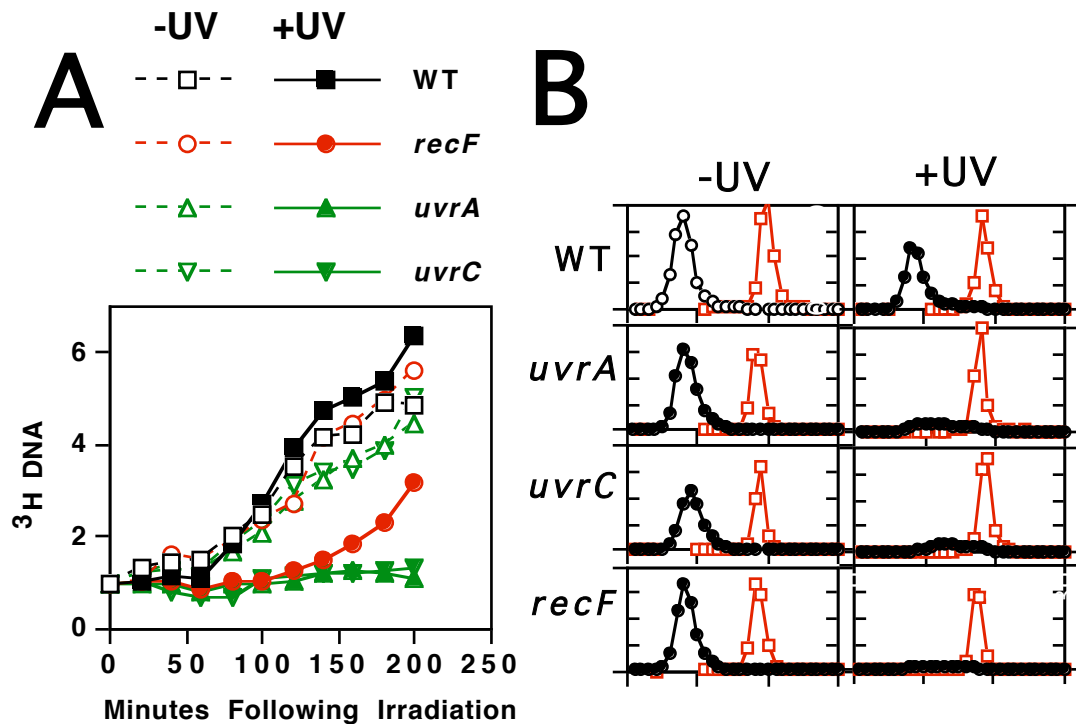 A
-UV +UV
WT
recF
uvrA
uvrC
6
4
2
0
³H DNA
0 50 100 150 200 250
Minutes Following Irradiation
B
-UV +UV
WT
uvrA
uvrC
recF